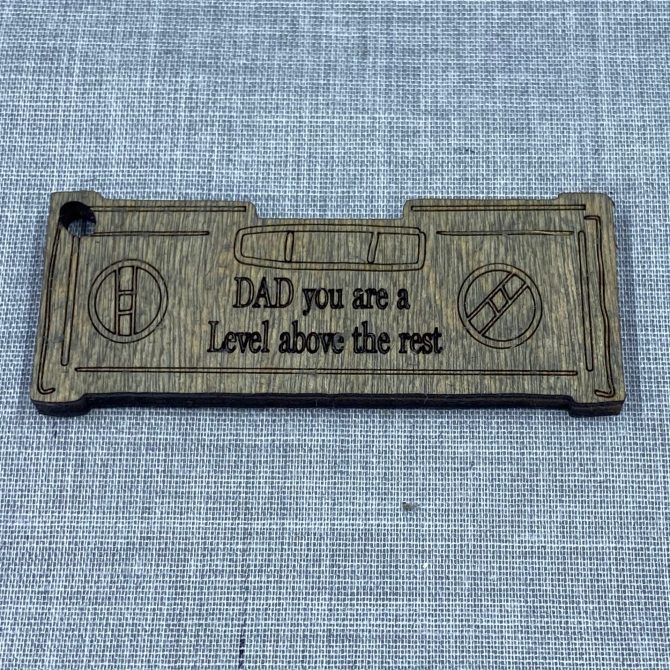 DAD you are a
Level above the rest